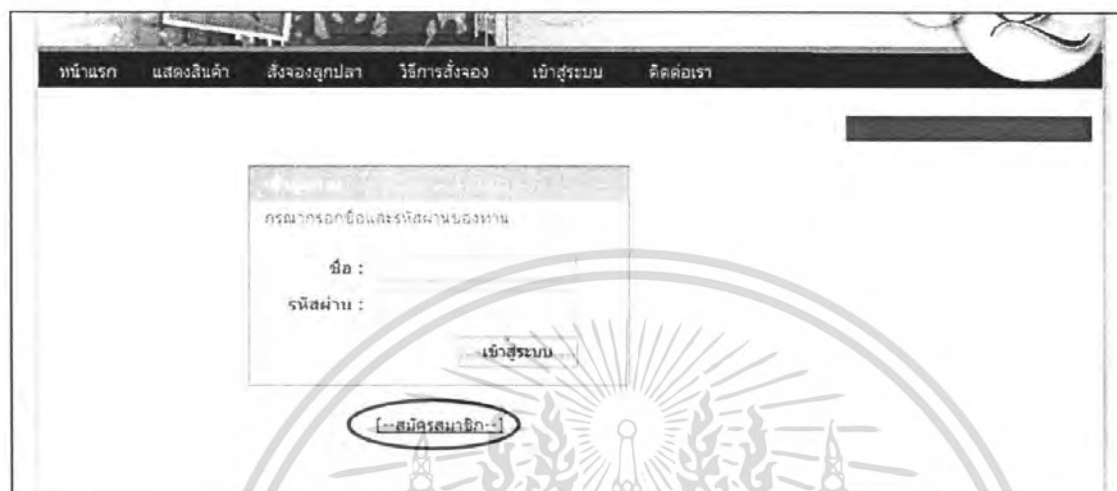 หน้าแรก แสดงสินค้า สั่งจองลูกปลา วิธีการสั่งจอง เข้าสู่ระบบ ติดต่อเรา
กรุณากรอกชื่อและรหัสผ่านของท่าน
ชื่อ :
รหัสผ่าน :
เข้าสู่ระบบ
[--สมัครสมาชิก--]